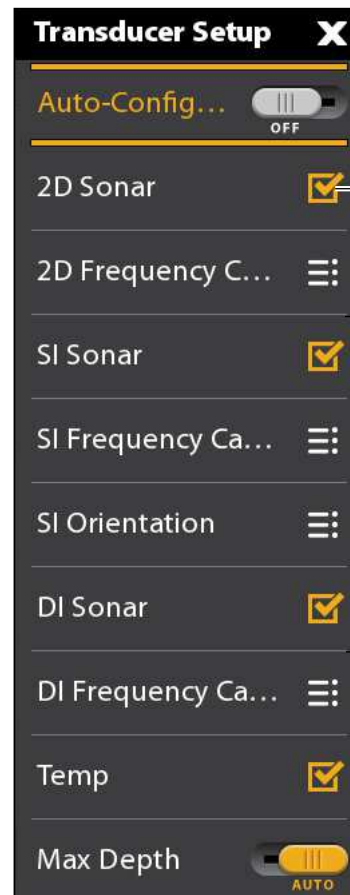 Transducer Setup X
Auto-Config...
OFF
2D Sonar
2D Frequency C...
SI Sonar
SI Frequency Ca...
SI Orientation
DI Sonar
DI Frequency Ca...
Temp
Max Depth
AUTO